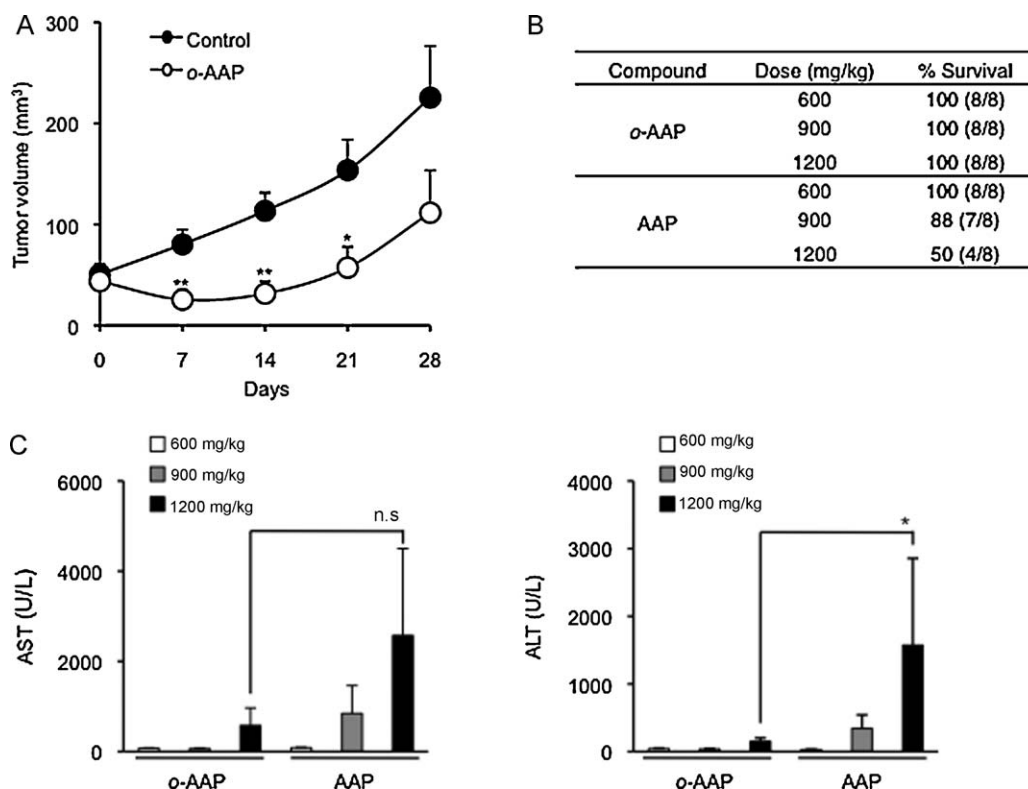 A
300
200
100
0
Tumor volume (mm³)
Control
o-AAP
**
**
*
0 7 14 21 28
Days
B
Compound Dose (mg/kg) % Survival
600 100 (8/8)
o-AAP 900 100 (8/8)
1200 100 (8/8)
600 100 (8/8)
AAP 900 88 (7/8)
1200 50 (4/8)
C
600 mg/kg
900 mg/kg
1200 mg/kg
6000
4000
2000
0
AST (U/L)
n.s
o-AAP AAP
600 mg/kg
900 mg/kg
1200 mg/kg
4000
3000
2000
1000
0
ALT (U/L)
*
o-AAP AAP